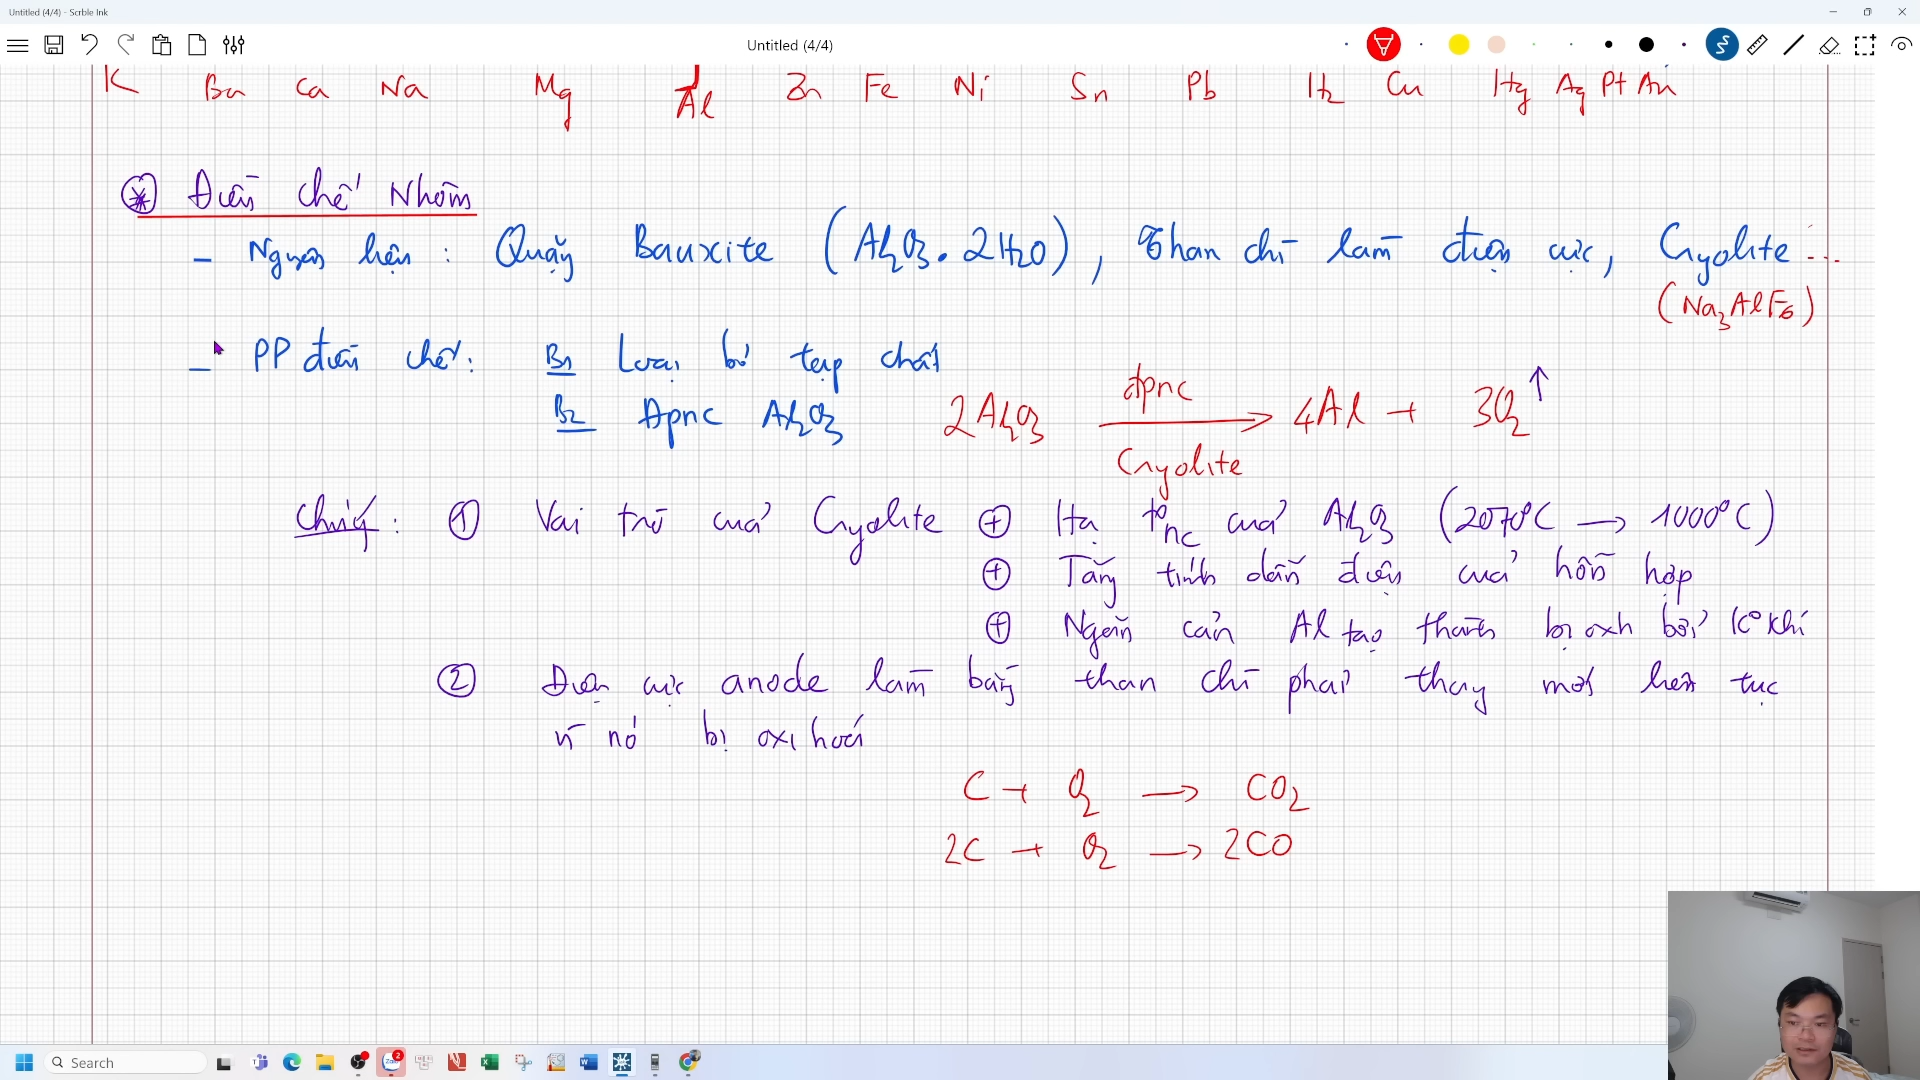 Untitled (4/4) - Scrble Ink
Untitled (4/4)
K Ba Ca Na Mg Al Zn Fe Ni Sn Pb H₂ Cu Hg Ag Pt Au
* Điều chế Nhôm
- Nguyên liệu : Quặng Bauxite (Al₂O₃.2H₂O), Than chì làm điện cực, Cryolite ...
(Na₃AlF₆)
- PP điều chế: B₁ Loại bỏ tạp chất
B₂ Đpnc Al₂O₃ 2Al₂O₃ đpnc → 4Al + 3O₂ ↑
Cryolite
Chú ý : ① Vai trò của Cryolite ⊕ Hạ t°nc của Al₂O₃ (2070°C → 1000°C)
⊕ Tăng tính dẫn điện của hỗn hợp
⊕ Ngăn cản Al tạo thành bị oxh bởi k° khí
② Điện cực anode làm bằng than chì phải thay mới liên tục
vì nó bị oxi hoá
C + O₂ → CO₂
2C + O₂ → 2CO
Search
2